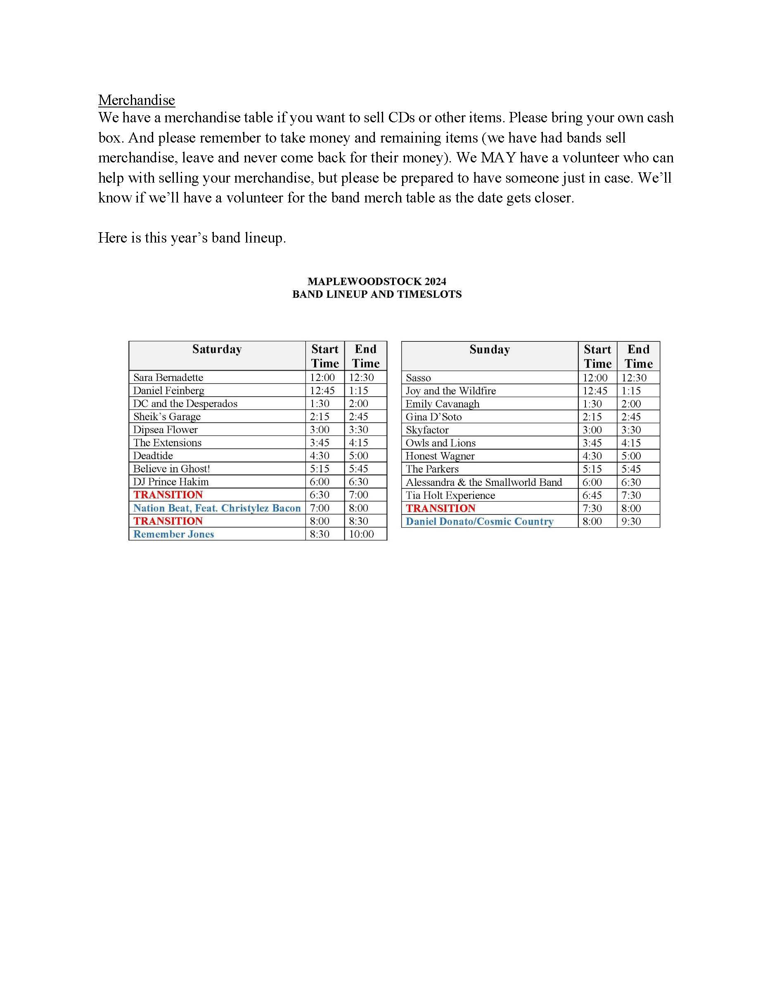 Merchandise
We have a merchandise table if you want to sell CDs or other items. Please bring your own cash
box. And please remember to take money and remaining items (we have had bands sell
merchandise, leave and never come back for their money). We MAY have a volunteer who can
help with selling your merchandise, but please be prepared to have someone just in case. We’ll
know if we’ll have a volunteer for the band merch table as the date gets closer.
Here is this year’s band lineup.
MAPLEWOODSTOCK 2024
BAND LINEUP AND TIMESLOTS
Saturday Start Time End Time
Sara Bernadette 12:00 12:30
Daniel Feinberg 12:45 1:15
DC and the Desperados 1:30 2:00
Sheik’s Garage 2:15 2:45
Dipsea Flower 3:00 3:30
The Extensions 3:45 4:15
Deadtide 4:30 5:00
Believe in Ghost! 5:15 5:45
DJ Prince Hakim 6:00 6:30
TRANSITION 6:30 7:00
Nation Beat, Feat. Christylez Bacon 7:00 8:00
TRANSITION 8:00 8:30
Remember Jones 8:30 10:00
Sunday Start Time End Time
Sasso 12:00 12:30
Joy and the Wildfire 12:45 1:15
Emily Cavanagh 1:30 2:00
Gina D’Soto 2:15 2:45
Skyfactor 3:00 3:30
Owls and Lions 3:45 4:15
Honest Wagner 4:30 5:00
The Parkers 5:15 5:45
Alessandra & the Smallworld Band 6:00 6:30
Tia Holt Experience 6:45 7:30
TRANSITION 7:30 8:00
Daniel Donato/Cosmic Country 8:00 9:30